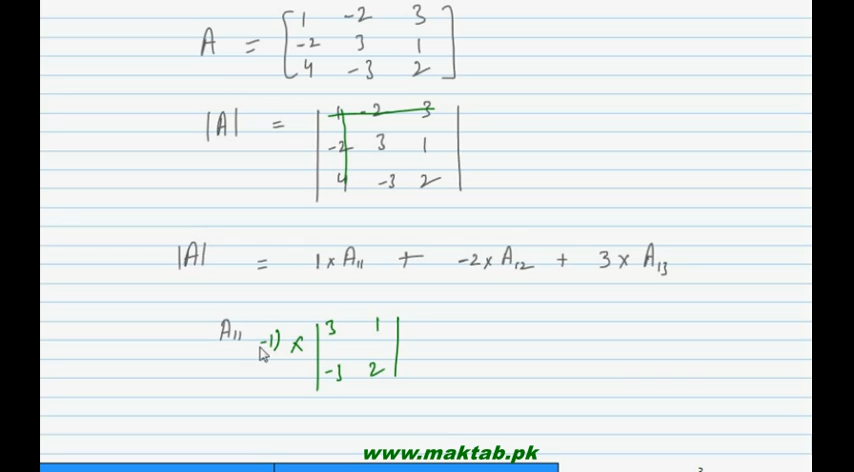 1 -2 3
A = -2 3 1
4 -3 2
1 -2 3
|A| = -2 3 1
4 -3 2
|A| = 1 x A11 + -2 x A12 + 3 x A13
3 1
A11 -1) x
-3 2
www.maktab.pk